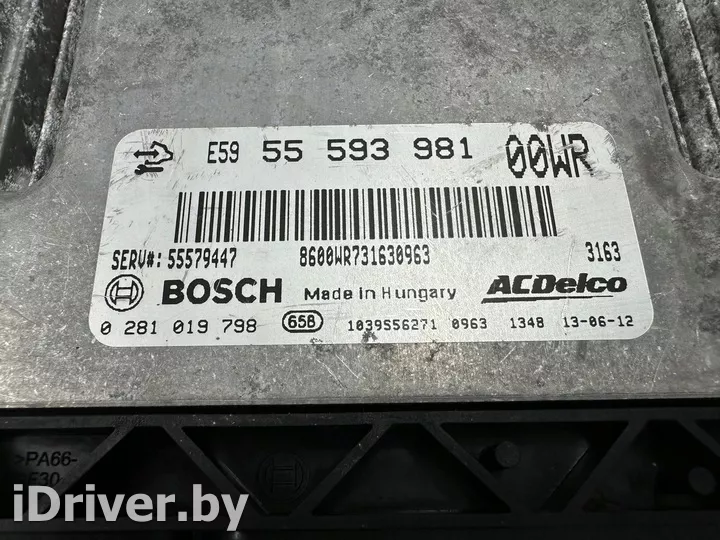 E59 55 593 981 00WR
SERV#: 55579447 8600WR731630963 3163
BOSCH Made in Hungary ACDelco
0 281 019 798 65B 1039S56271 0963 1348 13-06-12
>PA66-
iDriver.by